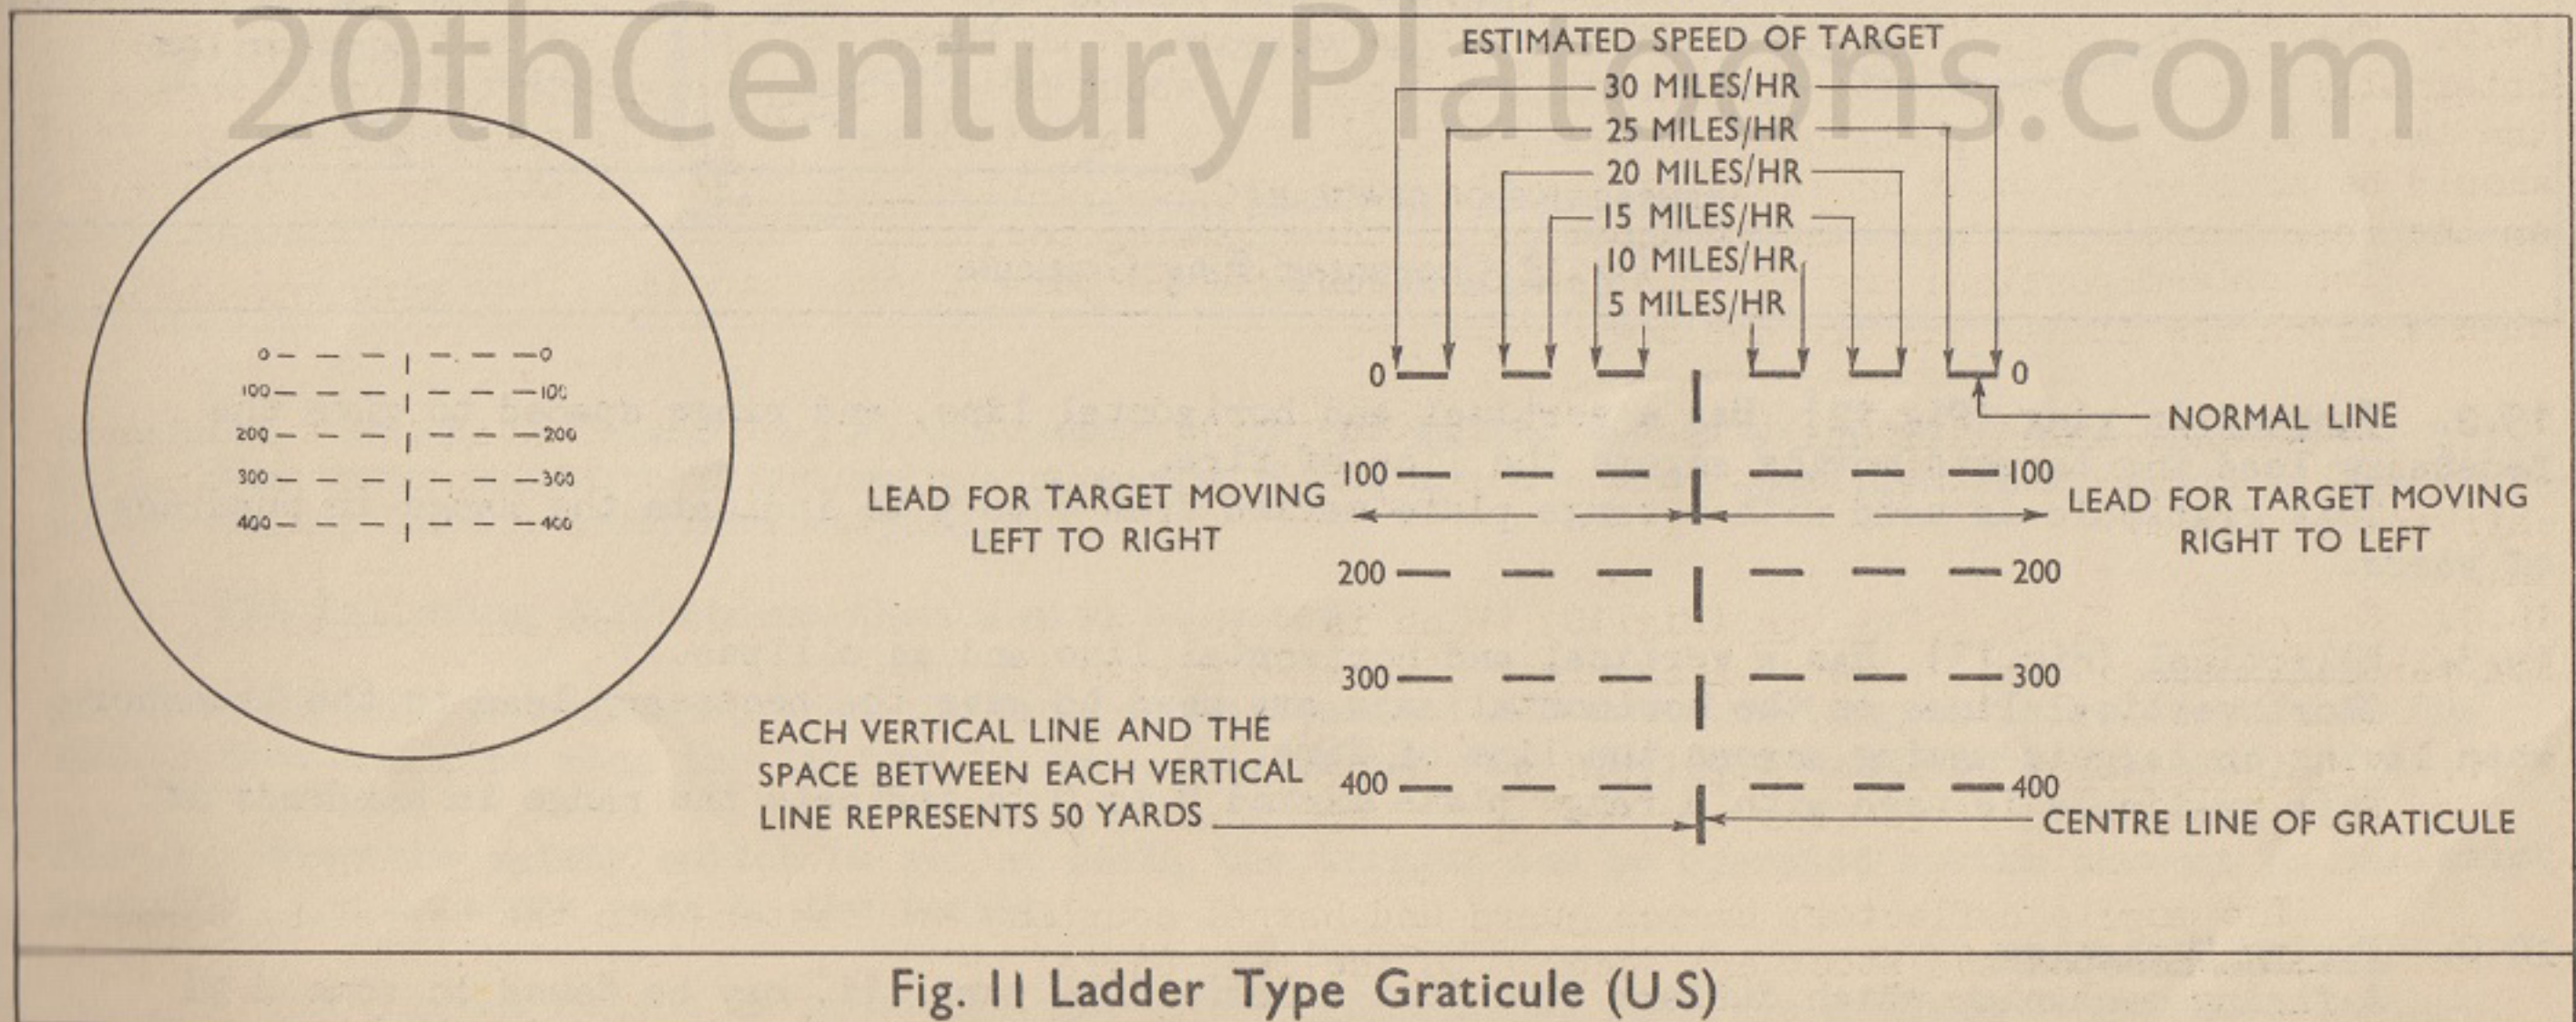 20thCenturyPlatoons.com
ESTIMATED SPEED OF TARGET
30 MILES/HR
25 MILES/HR
20 MILES/HR
15 MILES/HR
10 MILES/HR
5 MILES/HR
0 0
100 100
200 200
300 300
400 400
0 0
NORMAL LINE
100 100
LEAD FOR TARGET MOVING
LEFT TO RIGHT
LEAD FOR TARGET MOVING
RIGHT TO LEFT
200 200
300 300
EACH VERTICAL LINE AND THE
SPACE BETWEEN EACH VERTICAL
LINE REPRESENTS 50 YARDS
400 400
CENTRE LINE OF GRATICULE
Fig. 11 Ladder Type Graticule (U S)